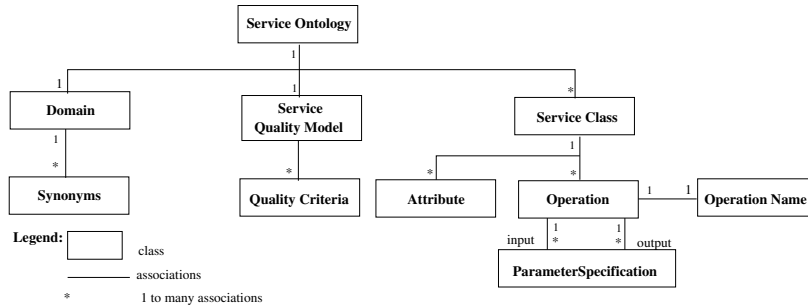 Service Ontology
1
1
1
*
Domain
Service
Quality Model
Service Class
1
*
*
1
*
*
Synonyms
Quality Criteria
Attribute
Operation
1
1
Operation Name
Legend:
class
input
1
*
1
*
output
associations
ParameterSpecification
*
1 to many associations